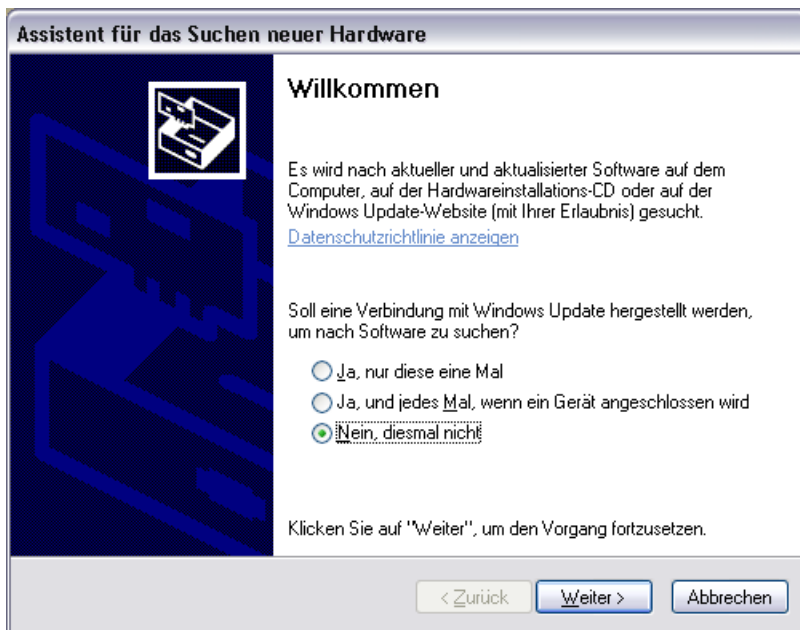 Assistent für das Suchen neuer Hardware
Willkommen
Es wird nach aktueller und aktualisierter Software auf dem
Computer, auf der Hardwareinstallations-CD oder auf der
Windows Update-Website (mit Ihrer Erlaubnis) gesucht.
Datenschutzrichtlinie anzeigen
Soll eine Verbindung mit Windows Update hergestellt werden,
um nach Software zu suchen?
Ja, nur diese eine Mal
Ja, und jedes Mal, wenn ein Gerät angeschlossen wird
Nein, diesmal nicht
Klicken Sie auf "Weiter", um den Vorgang fortzusetzen.
< Zurück Weiter > Abbrechen